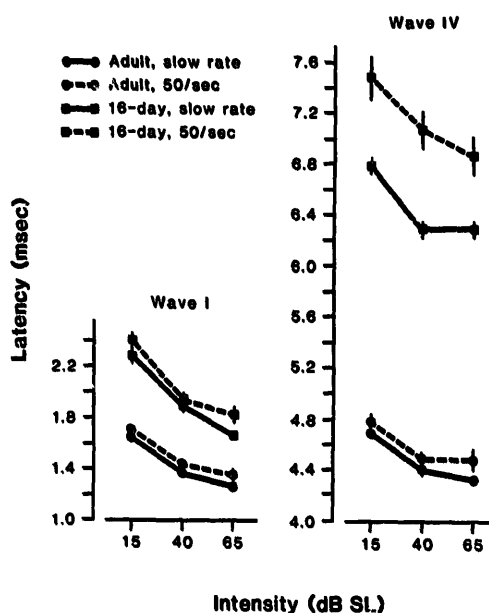 Wave IV
Adult, slow rate
Adult, 50/sec
16-day, slow rate
16-day, 50/sec
7.6
7.2
6.8
6.4
6.0
5.6
5.2
4.8
4.4
4.0
15 40 65
Latency (msec)
Wave I
2.2
1.8
1.4
1.0
15 40 65
Intensity (dB SL.)